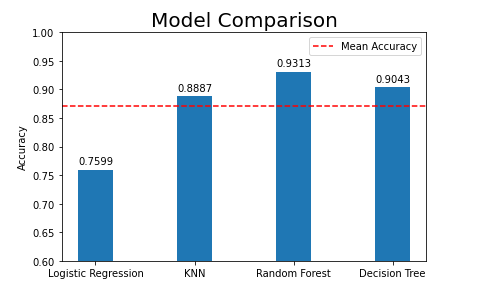 Model Comparison
1.00
0.95
0.90
0.85
0.80
0.75
0.70
0.65
0.60
Accuracy
Mean Accuracy
0.7599
0.8887
0.9313
0.9043
Logistic Regression
KNN
Random Forest
Decision Tree